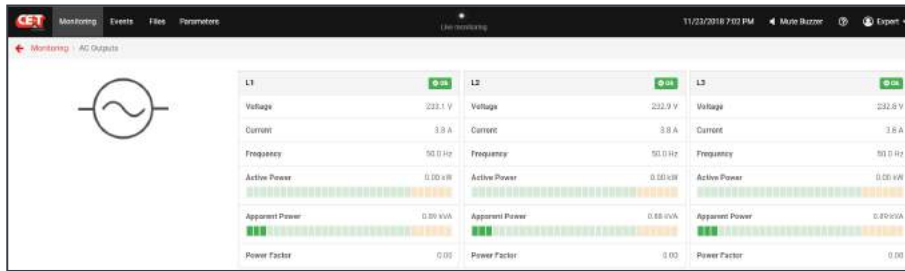 CE+T Monitoring Events Files Parameters Live monitoring 11/23/2018 7:02 PM Mute Buzzer Expert
Monitoring / AC Outputs
L1 Ok L2 Ok L3 Ok
Voltage 233.1 V Voltage 232.9 V Voltage 232.8 V
Current 3.8 A Current 3.8 A Current 3.8 A
Frequency 50.0 Hz Frequency 50.0 Hz Frequency 50.0 Hz
Active Power 0.00 kW Active Power 0.00 kW Active Power 0.00 kW
Apparent Power 0.89 kVA Apparent Power 0.88 kVA Apparent Power 0.89 kVA
Power Factor 0.00 Power Factor 0.00 Power Factor 0.00